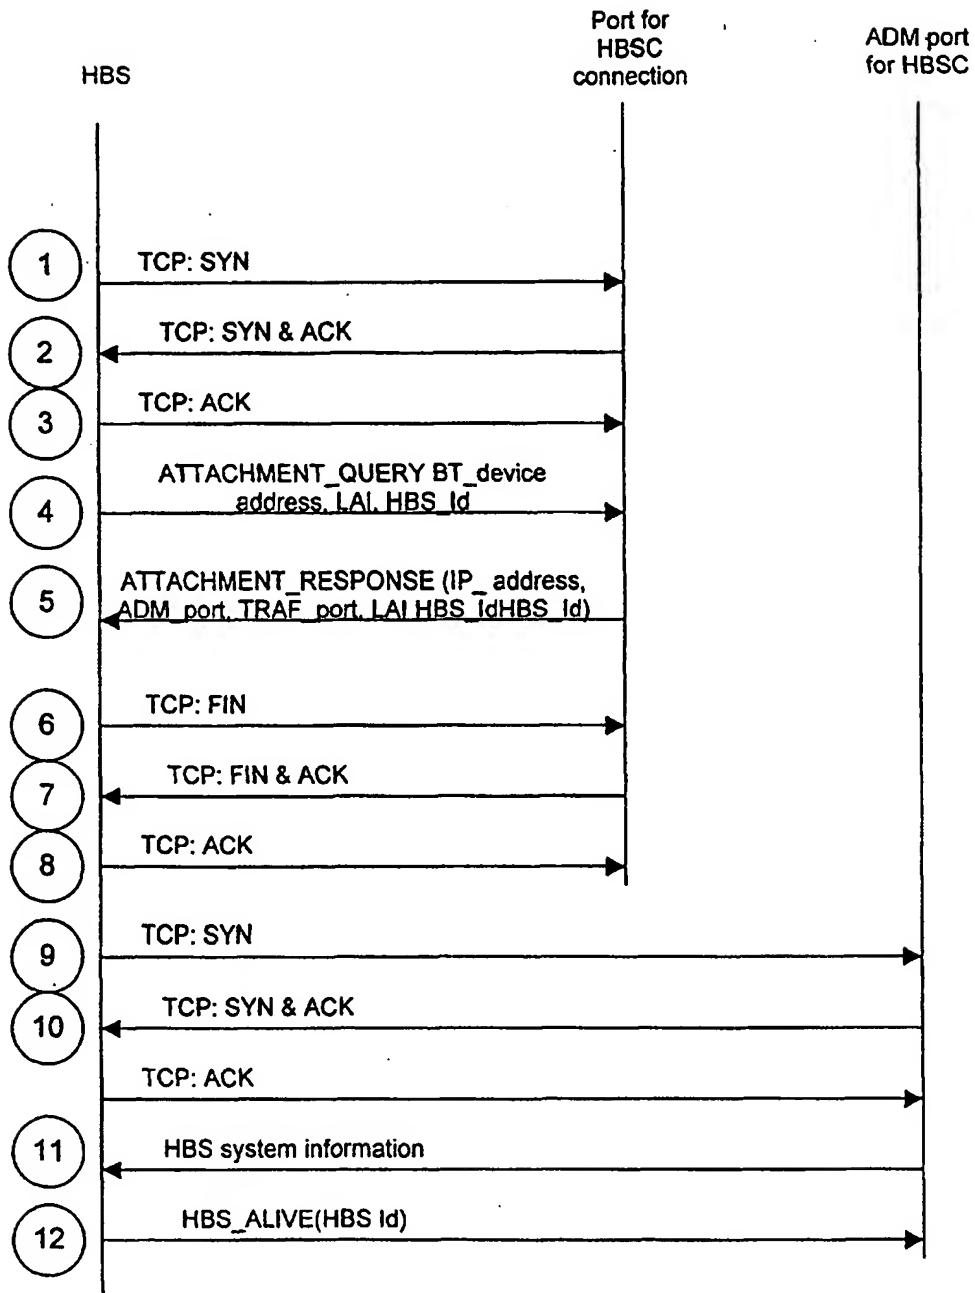 HBS
Port for
HBSC
connection
ADM port
for HBSC
1
TCP: SYN
2
TCP: SYN & ACK
3
TCP: ACK
4
ATTACHMENT_QUERY BT_device
address, LAI, HBS_Id
5
ATTACHMENT_RESPONSE (IP_ address,
ADM_port, TRAF_port, LAI HBS_IdHBS_Id)
6
TCP: FIN
7
TCP: FIN & ACK
8
TCP: ACK
9
TCP: SYN
10
TCP: SYN & ACK
TCP: ACK
11
HBS system information
12
HBS_ALIVE(HBS Id)